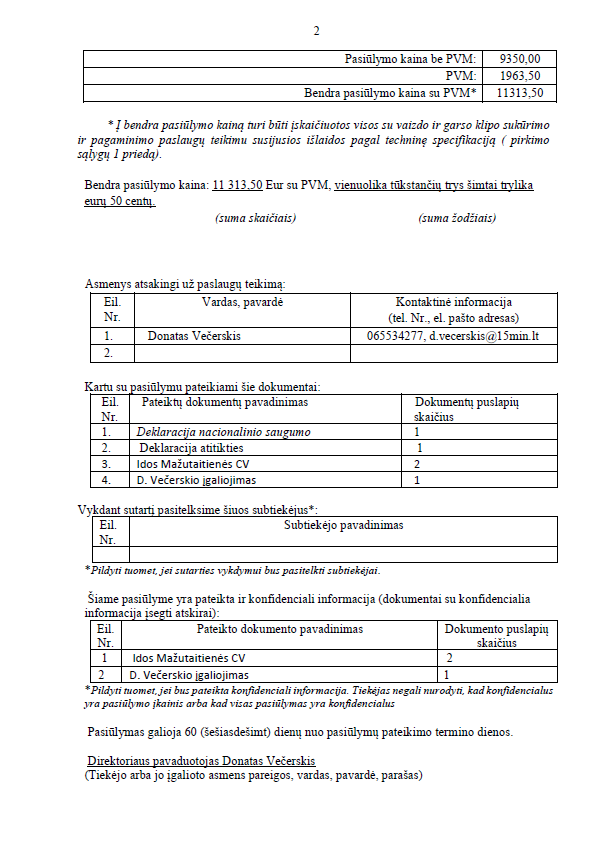 2
Pasiūlymo kaina be PVM: 9350,00
PVM: 1963,50
Bendra pasiūlymo kaina su PVM* 11313,50
* Į bendra pasiūlymo kainą turi būti įskaičiuotos visos su vaizdo ir garso klipo sukūrimo
ir pagaminimo paslaugų teikimu susijusios išlaidos pagal techninę specifikaciją ( pirkimo
sąlygų 1 priedą).
Bendra pasiūlymo kaina: 11 313,50 Eur su PVM, vienuolika tūkstančių trys šimtai trylika
eurų 50 centų.
(suma skaičiais) (suma žodžiais)
Asmenys atsakingi už paslaugų teikimą:
Eil. Nr. Vardas, pavardė Kontaktinė informacija
(tel. Nr., el. pašto adresas)
1. Donatas Večerskis 065534277, d.vecerskis@15min.lt
2.
Kartu su pasiūlymu pateikiami šie dokumentai:
Eil. Nr. Pateiktų dokumentų pavadinimas Dokumentų puslapių
skaičius
1. Deklaracija nacionalinio saugumo 1
2. Deklaracija atitikties 1
3. Idos Mažutaitienės CV 2
4. D. Večerskio įgaliojimas 1
Vykdant sutartį pasitelksime šiuos subtiekėjus*:
Eil. Nr. Subtiekėjo pavadinimas
*Pildyti tuomet, jei sutarties vykdymui bus pasitelkti subtiekėjai.
Šiame pasiūlyme yra pateikta ir konfidenciali informacija (dokumentai su konfidencialia
informacija įsegti atskirai):
Eil. Nr. Pateikto dokumento pavadinimas Dokumento puslapių
skaičius
1 Idos Mažutaitienės CV 2
2 D. Večerskio įgaliojimas 1
*Pildyti tuomet, jei bus pateikta konfidenciali informacija. Tiekėjas negali nurodyti, kad konfidencialus
yra pasiūlymo įkainis arba kad visas pasiūlymas yra konfidencialus
Pasiūlymas galioja 60 (šešiasdešimt) dienų nuo pasiūlymų pateikimo termino dienos.
Direktoriaus pavaduotojas Donatas Večerskis
(Tiekėjo arba jo įgalioto asmens pareigos, vardas, pavardė, parašas)